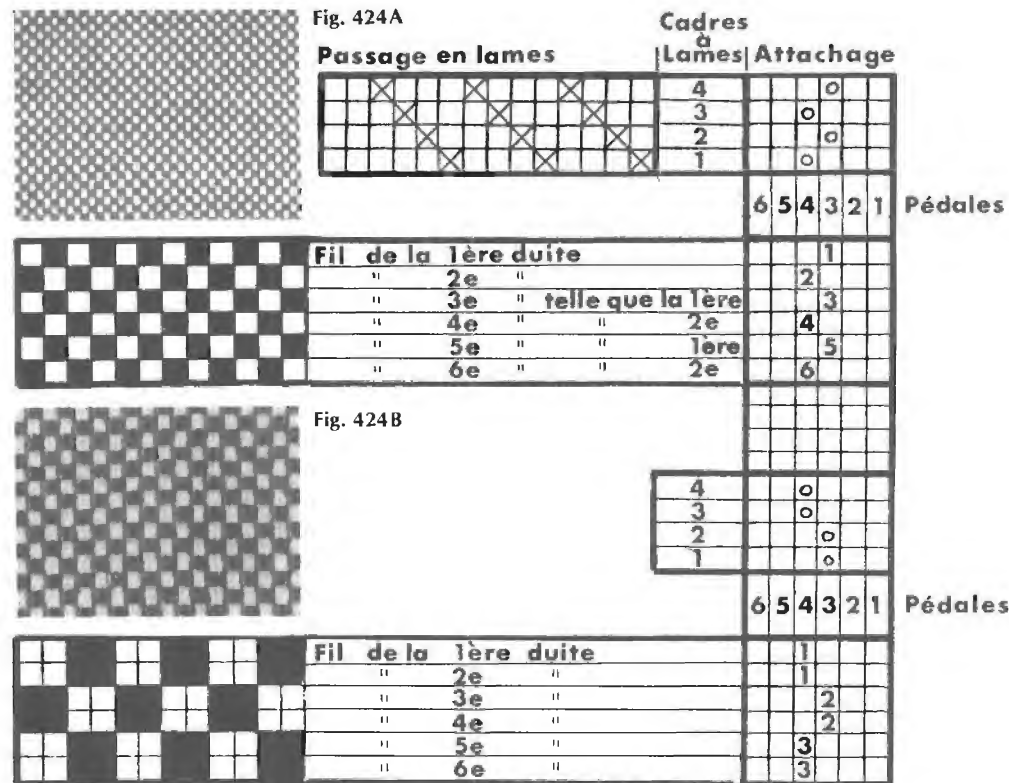 Fig. 424A
Passage en lames
Cadres à Lames
Attachage
4
3
2
1
6 5 4 3 2 1 Pédales
Fil de la 1ère duite 1
" 2e " 2
" 3e " telle que la 1ère 3
" 4e " " 2e 4
" 5e " " 1ère 5
" 6e " " 2e 6
Fig. 424B
4
3
2
1
6 5 4 3 2 1 Pédales
Fil de la 1ère duite 1
" 2e " 1
" 3e " 2
" 4e " 2
" 5e " 3
" 6e " 3